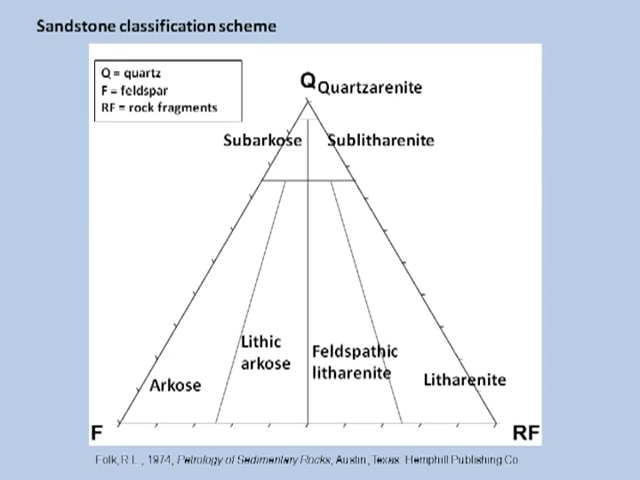 Sandstone classification scheme
Q = quartz
F = feldspar
RF = rock fragments
Q Quartzarenite
Subarkose Sublitharenite
Lithic
arkose
Feldspathic
litharenite
Arkose
Litharenite
F
RF
Folk, R.L., 1974, Petrology of Sedimentary Rocks, Austin, Texas: Hemphill Publishing Co.